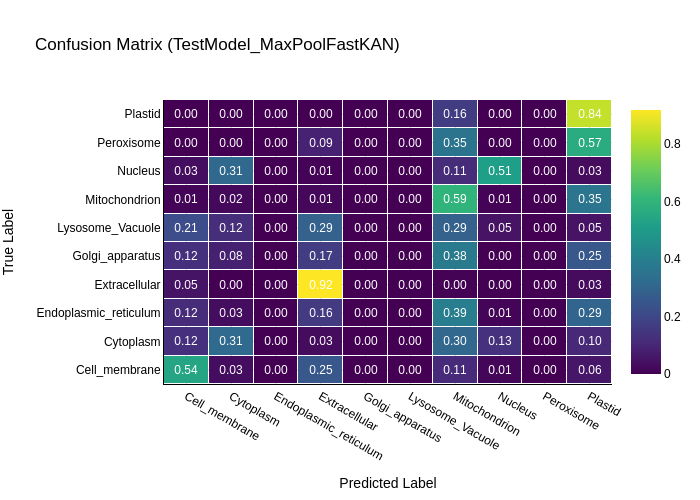 Confusion Matrix (TestModel_MaxPoolFastKAN)
True Label
Plastid 0.00 0.00 0.00 0.00 0.00 0.00 0.16 0.00 0.00 0.84
Peroxisome 0.00 0.00 0.00 0.09 0.00 0.00 0.35 0.00 0.00 0.57
Nucleus 0.03 0.31 0.00 0.01 0.00 0.00 0.11 0.51 0.00 0.03
Mitochondrion 0.01 0.02 0.00 0.01 0.00 0.00 0.59 0.01 0.00 0.35
Lysosome_Vacuole 0.21 0.12 0.00 0.29 0.00 0.00 0.29 0.05 0.00 0.05
Golgi_apparatus 0.12 0.08 0.00 0.17 0.00 0.00 0.38 0.00 0.00 0.25
Extracellular 0.05 0.00 0.00 0.92 0.00 0.00 0.00 0.00 0.00 0.03
Endoplasmic_reticulum 0.12 0.03 0.00 0.16 0.00 0.00 0.39 0.01 0.00 0.29
Cytoplasm 0.12 0.31 0.00 0.03 0.00 0.00 0.30 0.13 0.00 0.10
Cell_membrane 0.54 0.03 0.00 0.25 0.00 0.00 0.11 0.01 0.00 0.06
Cell_membrane Cytoplasm Endoplasmic_reticulum Extracellular Golgi_apparatus Lysosome_Vacuole Mitochondrion Nucleus Peroxisome Plastid
Predicted Label
0.8
0.6
0.4
0.2
0